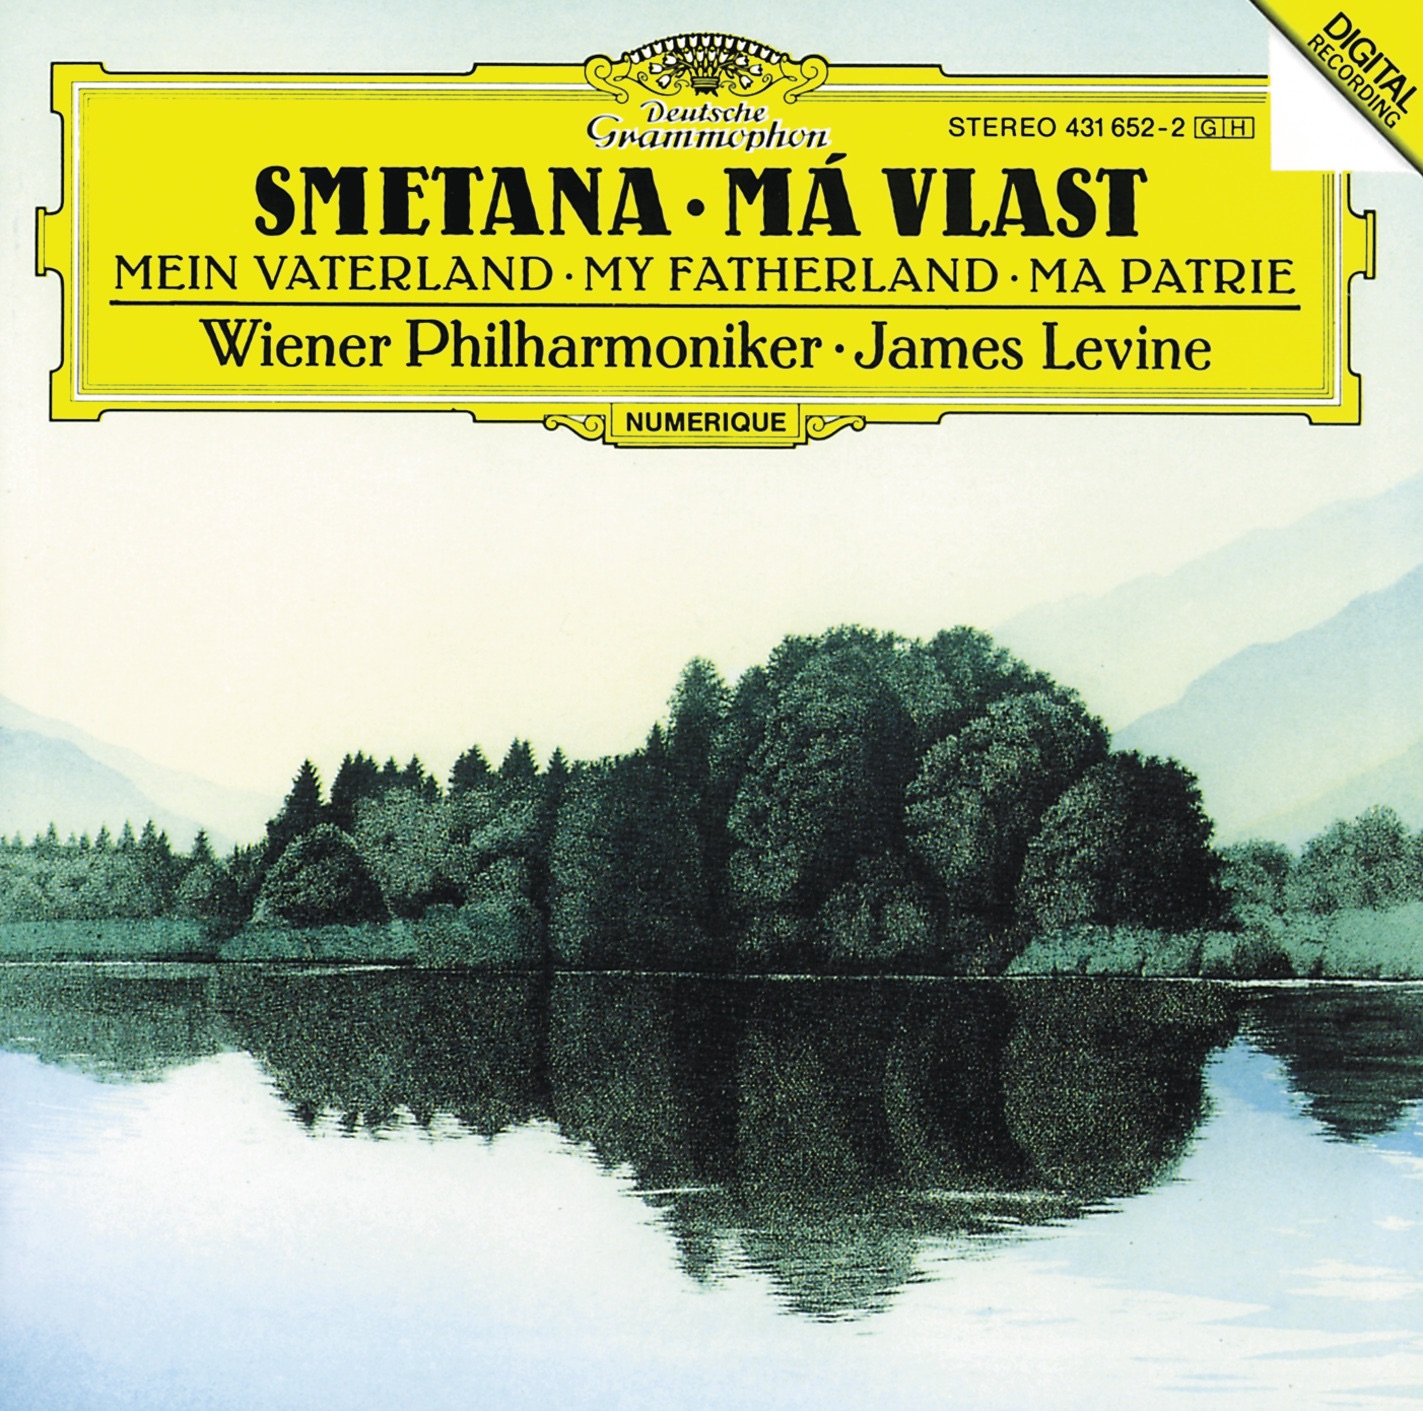 DIGITAL
RECORDING
Deutsche
Grammophon
STEREO 431 652-2 GH
SMETANA · MÁ VLAST
MEIN VATERLAND · MY FATHERLAND · MA PATRIE
Wiener Philharmoniker · James Levine
NUMERIQUE